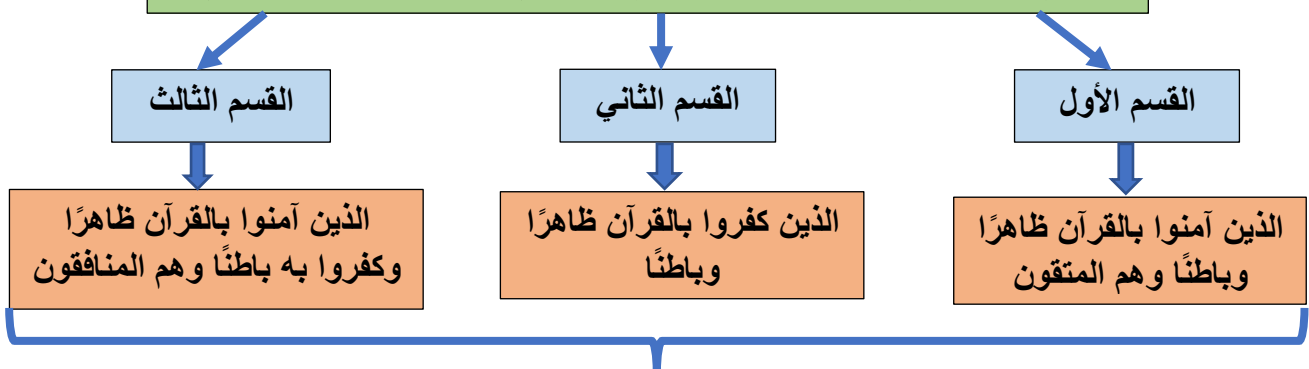 القسم الأول
القسم الثاني
القسم الثالث
الذين آمنوا بالقرآن ظاهرًا
وباطنًا وهم المتقون
الذين كفروا بالقرآن ظاهرًا
وباطنًا
الذين آمنوا بالقرآن ظاهرًا
وكفروا به باطنًا وهم المنافقون